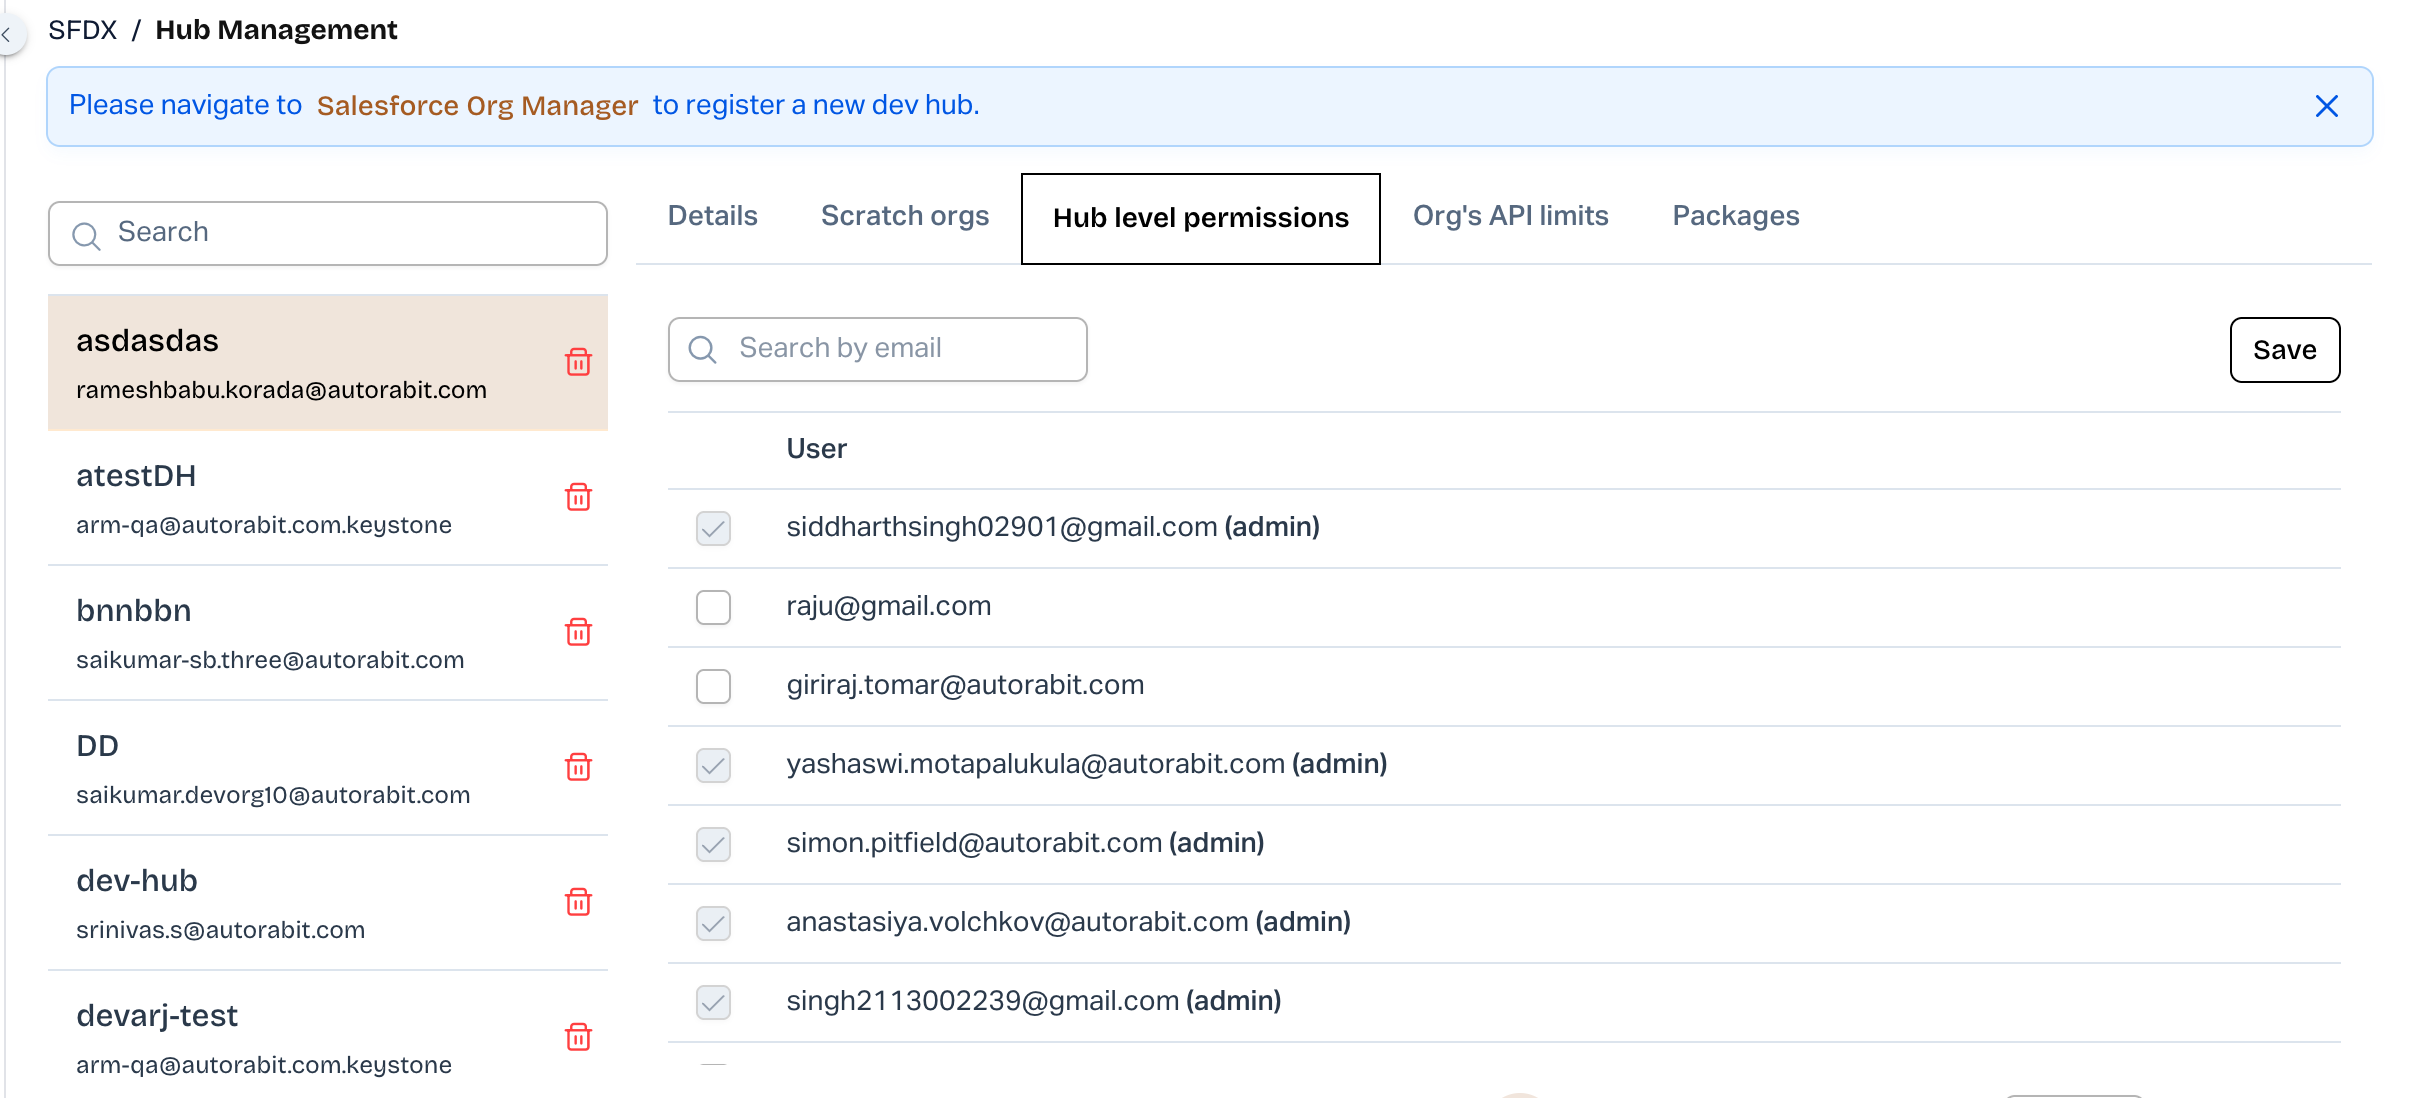 SFDX / Hub Management
Please navigate to Salesforce Org Manager to register a new dev hub.
Search
asdasdas
rameshbabu.korada@autorabit.com
atestDH
arm-qa@autorabit.com.keystone
bnnbbn
saikumar-sb.three@autorabit.com
DD
saikumar.devorg10@autorabit.com
dev-hub
srinivas.s@autorabit.com
devarj-test
arm-qa@autorabit.com.keystone
Details Scratch orgs Hub level permissions Org's API limits Packages
Search by email Save
User
siddharthsingh02901@gmail.com (admin)
raju@gmail.com
giriraj.tomar@autorabit.com
yashaswi.motapalukula@autorabit.com (admin)
simon.pitfield@autorabit.com (admin)
anastasiya.volchkov@autorabit.com (admin)
singh2113002239@gmail.com (admin)